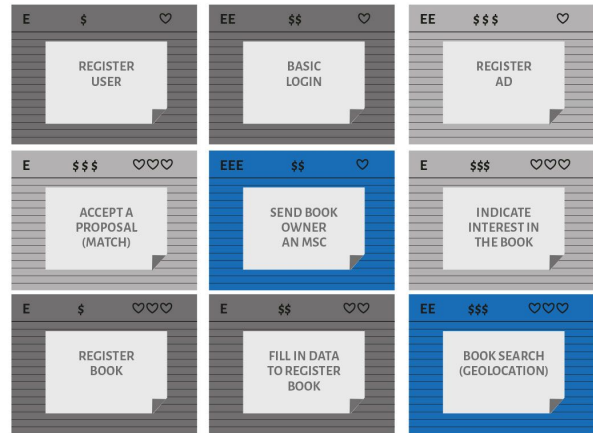 E $ ♡
REGISTER
USER
E $$ ♡
BASIC
LOGIN
EE $$$ ♡
REGISTER
AD
E $$$ ♡♡♡
ACCEPT A
PROPOSAL
(MATCH)
EEE $$ ♡
SEND BOOK
OWNER
AN MSC
E $$$ ♡♡♡
INDICATE
INTEREST IN
THE BOOK
E $ ♡♡♡
REGISTER
BOOK
E $$ ♡♡
FILL IN DATA
TO REGISTER
BOOK
EE $$$ ♡♡♡
BOOK SEARCH
(GEOLOCATION)